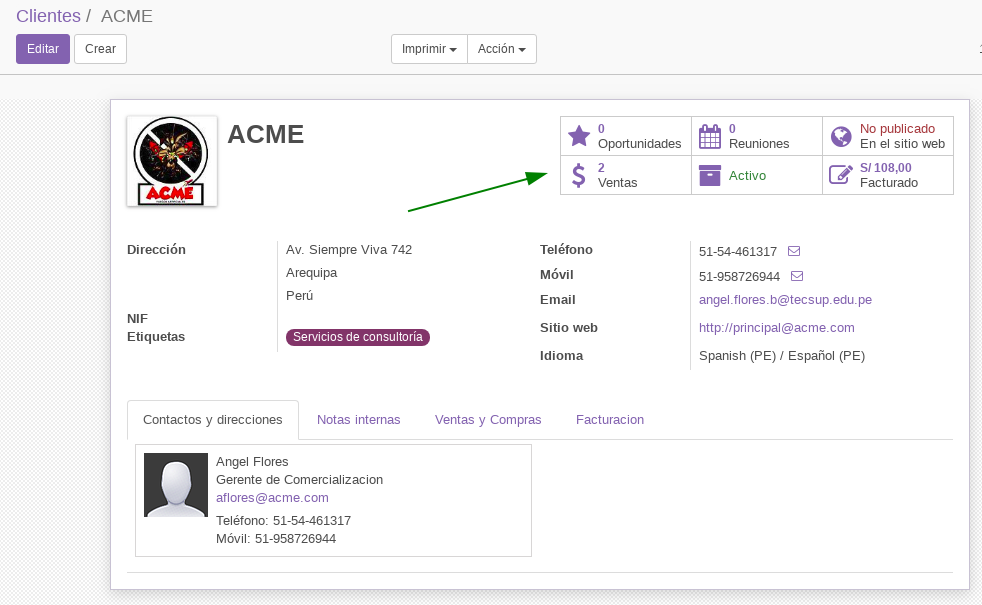 Clientes / ACME
Editar Crear Imprimir Acción
ACME
ACME
0
Oportunidades
0
Reuniones
No publicado
En el sitio web
2
Ventas
Activo
S/ 108,00
Facturado
Dirección Av. Siempre Viva 742
Arequipa
Perú
NIF
Etiquetas Servicios de consultoría
Teléfono 51-54-461317
Móvil 51-958726944
Email angel.flores.b@tecsup.edu.pe
Sitio web http://principal@acme.com
Idioma Spanish (PE) / Español (PE)
Contactos y direcciones Notas internas Ventas y Compras Facturacion
Angel Flores
Gerente de Comercializacion
aflores@acme.com
Teléfono: 51-54-461317
Móvil: 51-958726944